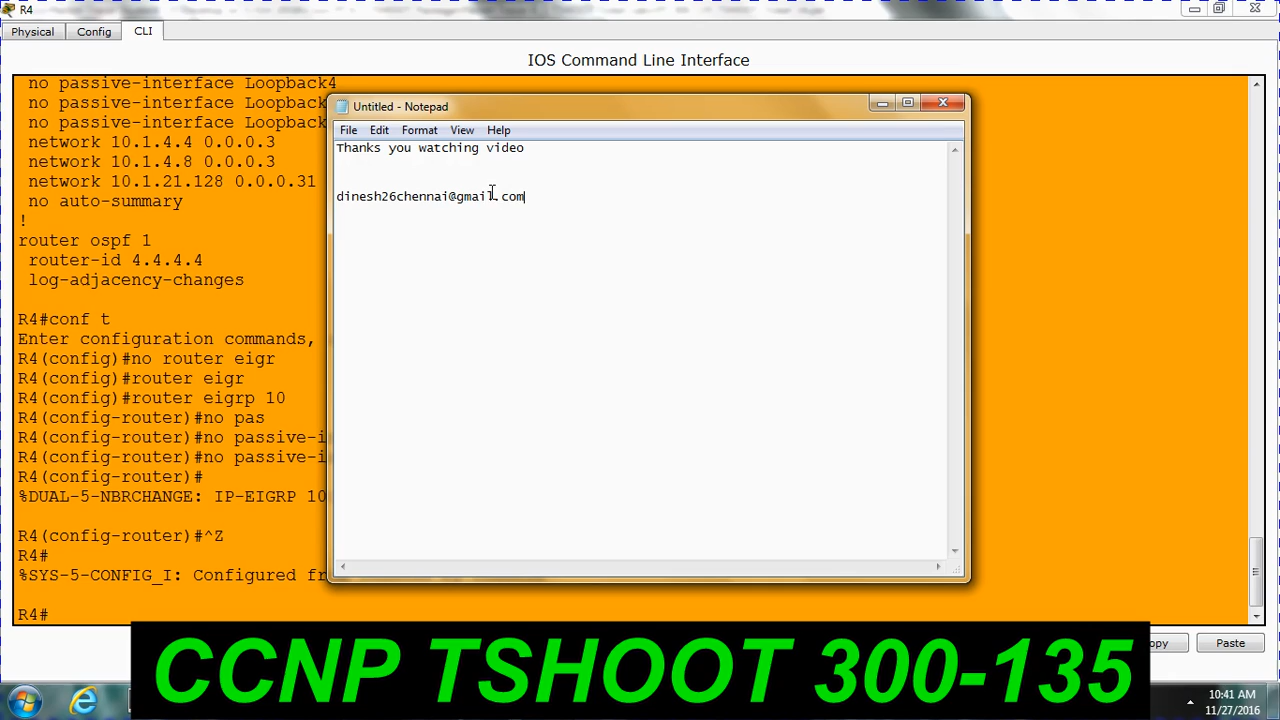 R4
Physical Config CLI
IOS Command Line Interface
no passive-interface Loopback4
no passive-interface Loopback
no passive-interface Loopback
network 10.1.4.4 0.0.0.3
network 10.1.4.8 0.0.0.3
network 10.1.21.128 0.0.0.31
no auto-summary
!
router ospf 1
router-id 4.4.4.4
log-adjacency-changes
R4#conf t
Enter configuration commands,
R4(config)#no router eigr
R4(config)#router eigr
R4(config)#router eigrp 10
R4(config-router)#no pas
R4(config-router)#no passive-i
R4(config-router)#no passive-i
R4(config-router)#
%DUAL-5-NBRCHANGE: IP-EIGRP 10
R4(config-router)#^Z
R4#
%SYS-5-CONFIG_I: Configured fr
R4#
Untitled - Notepad
File Edit Format View Help
Thanks you watching video
dinesh26chennai@gmail.com
opy Paste
CCNP TSHOOT 300-135
10:41 AM
11/27/2016